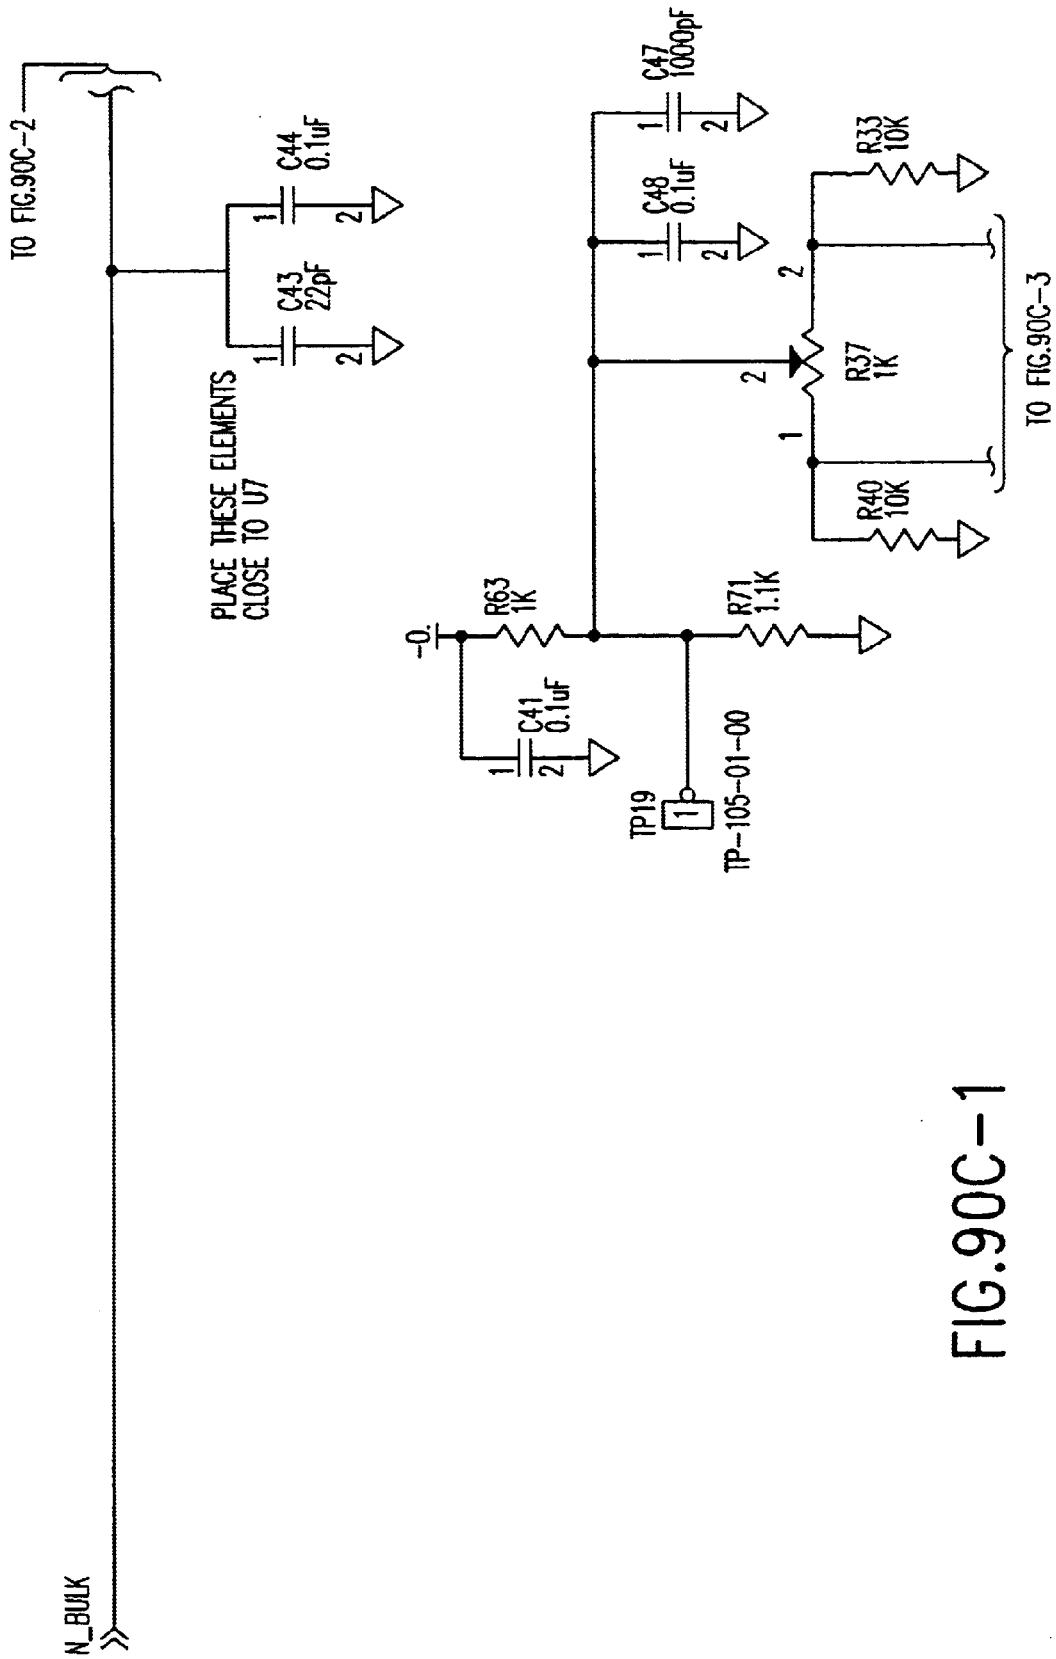 N_BULK
TO FIG.90C-2
PLACE THESE ELEMENTS
CLOSE TO U7
1
C43
22pF
2
1
C44
0.1uF
2
-0.
1
C41
0.1uF
2
R63
1K
TP19
1
TP-105-01-00
R71
1.1K
1
C48
0.1uF
2
1
C47
1000pF
2
2
1
2
R37
1K
R40
10K
R33
10K
TO FIG.90C-3
FIG.90C-1